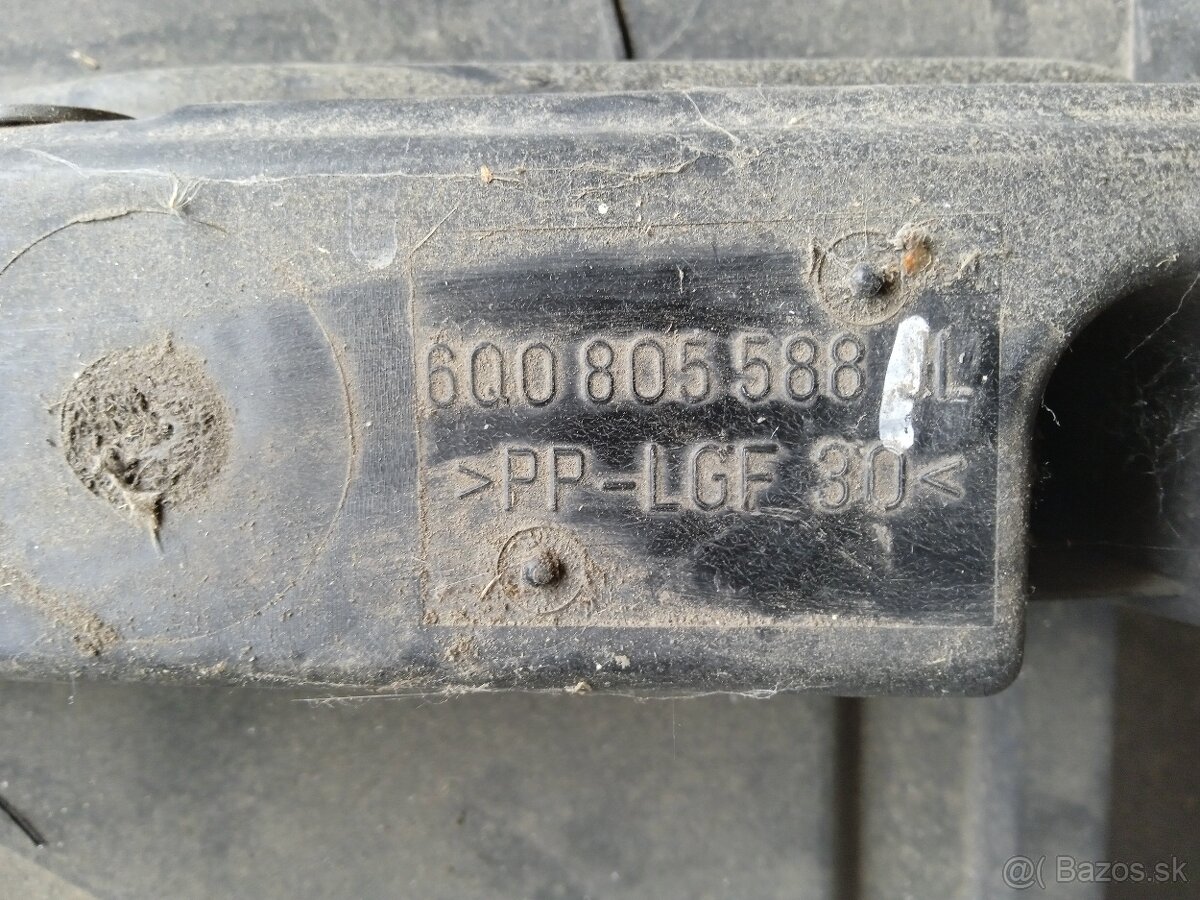 6Q0 805 588
>PP-LGF 30<
@( Bazos.sk